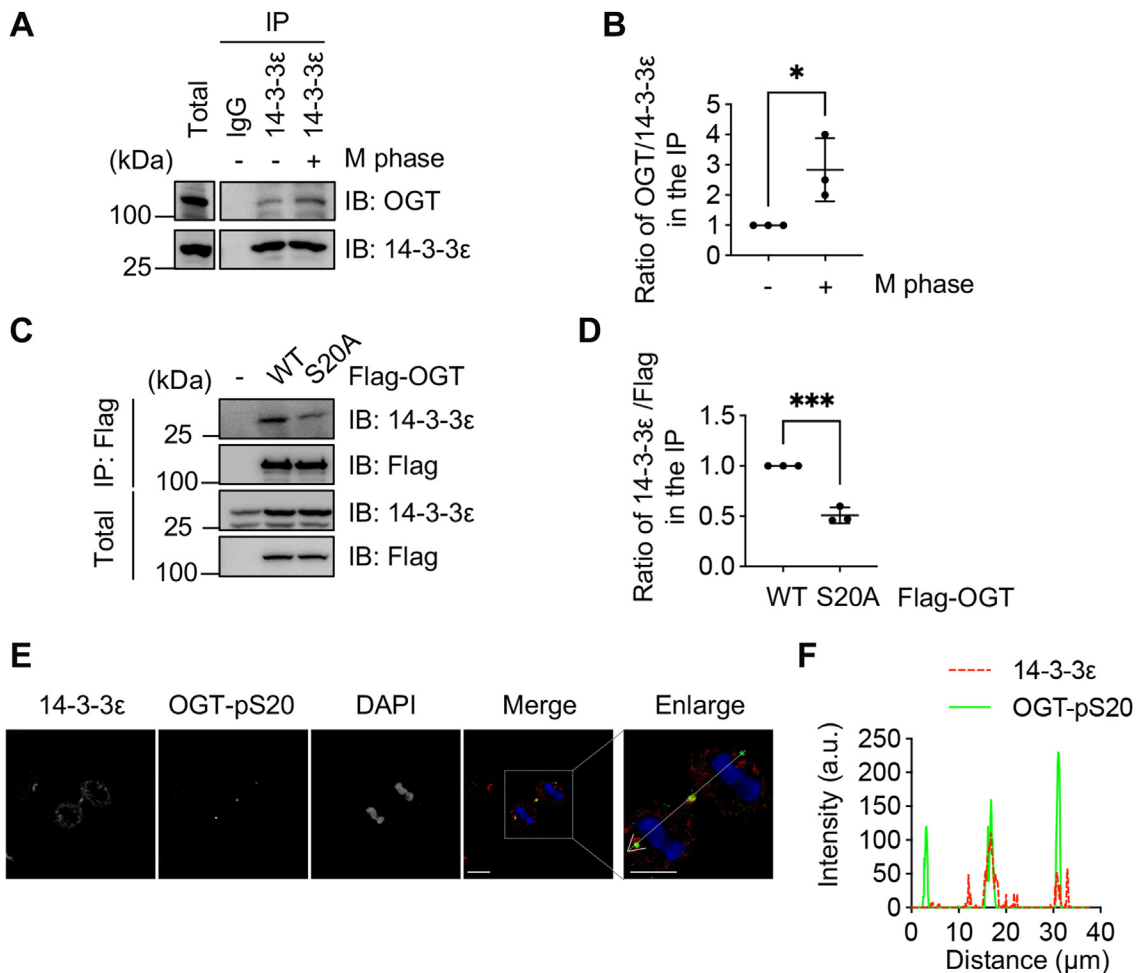 A
IP
Total
IgG
14-3-3ε
14-3-3ε
(kDa)
- - + M phase
100
IB: OGT
25
IB: 14-3-3ε
B
*
Ratio of OGT/14-3-3ε
in the IP
5
4
3
2
1
0
- + M phase
C
(kDa)
- WT S20A Flag-OGT
IP: Flag
25
IB: 14-3-3ε
100
IB: Flag
Total
25
IB: 14-3-3ε
100
IB: Flag
D
***
Ratio of 14-3-3ε /Flag
in the IP
1.5
1.0
0.5
0.0
WT S20A Flag-OGT
E
14-3-3ε OGT-pS20 DAPI Merge Enlarge
F
14-3-3ε
OGT-pS20
Intensity (a.u.)
250
200
150
100
50
0
0 10 20 30 40
Distance (μm)